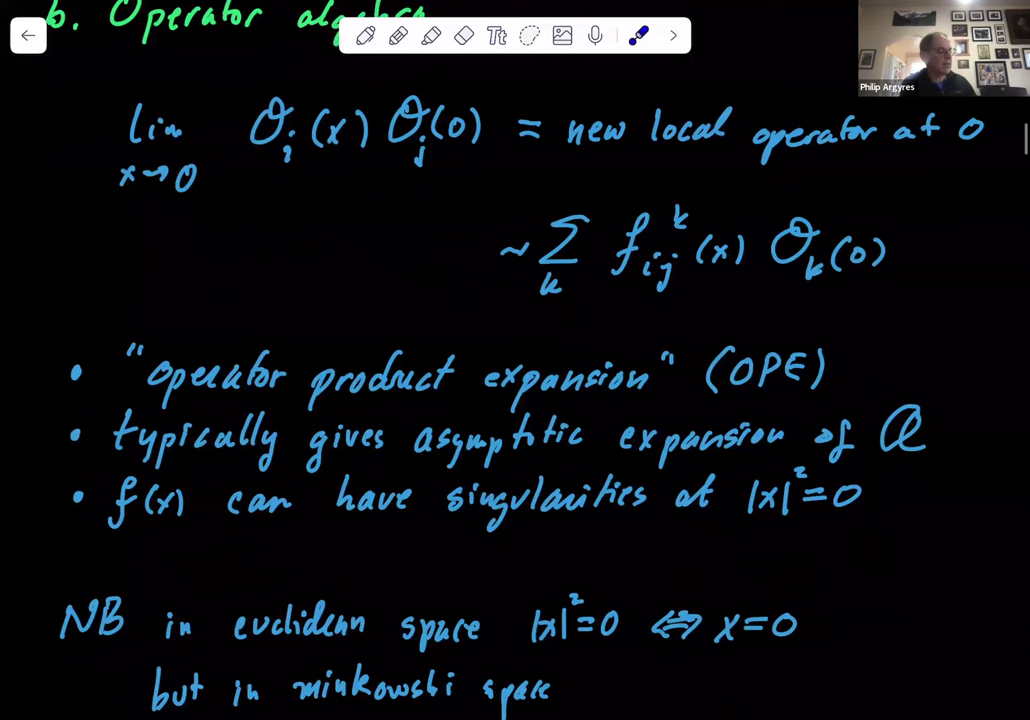 b. Operator algebra
Tt
Philip Argyres
lim O_i(x) O_j(0) = new local operator at 0
x→0
~ Σ_k f_ij^k(x) O_k(0)
• "operator product expansion" (OPE)
• typically gives asymptotic expansion of Q
• f(x) can have singularities at |x|²=0
NB in euclidean space |x|²=0 ⟺ x=0
but in minkowski space